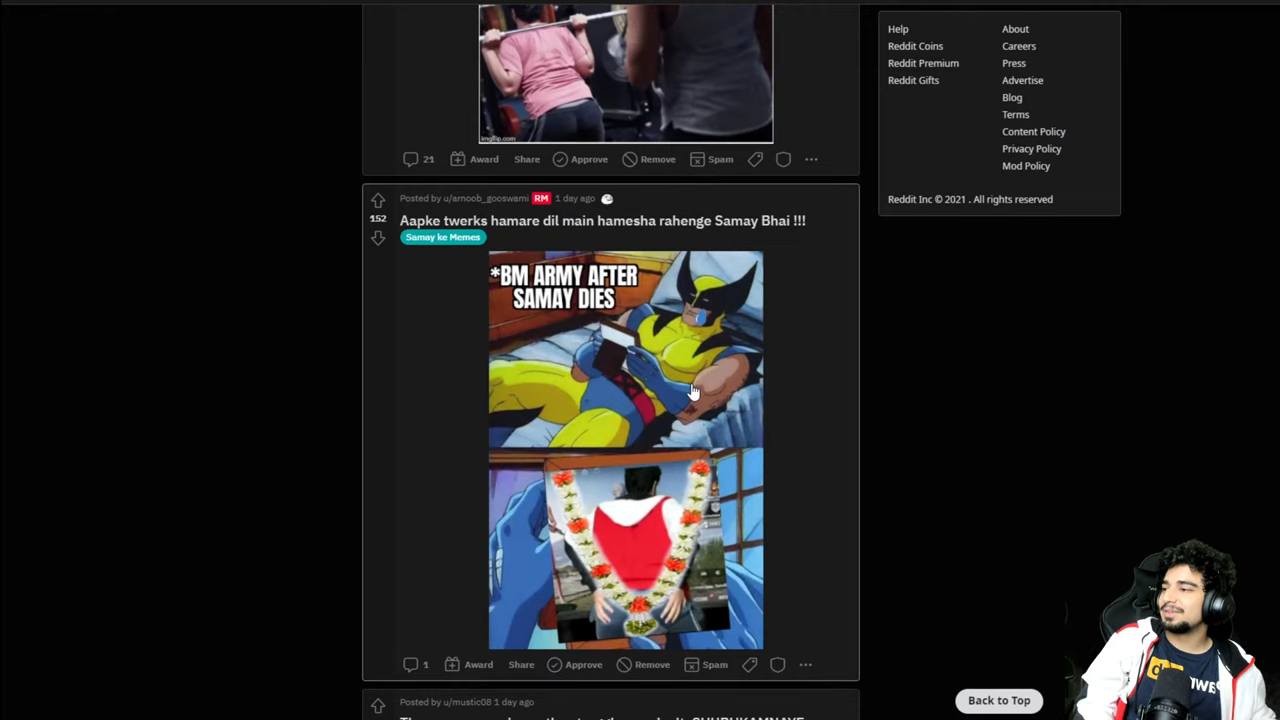 imgflip.com
21 Award Share Approve Remove Spam
Help
Reddit Coins
Reddit Premium
Reddit Gifts
About
Careers
Press
Advertise
Blog
Terms
Content Policy
Privacy Policy
Mod Policy
Reddit Inc © 2021 . All rights reserved
Posted by u/arnoob_gooswami RM 1 day ago
152
Aapke twerks hamare dil main hamesha rahenge Samay Bhai !!!
Samay ke Memes
*BM ARMY AFTER
SAMAY DIES
1 Award Share Approve Remove Spam
Posted by u/mustic08 1 day ago
Back to Top